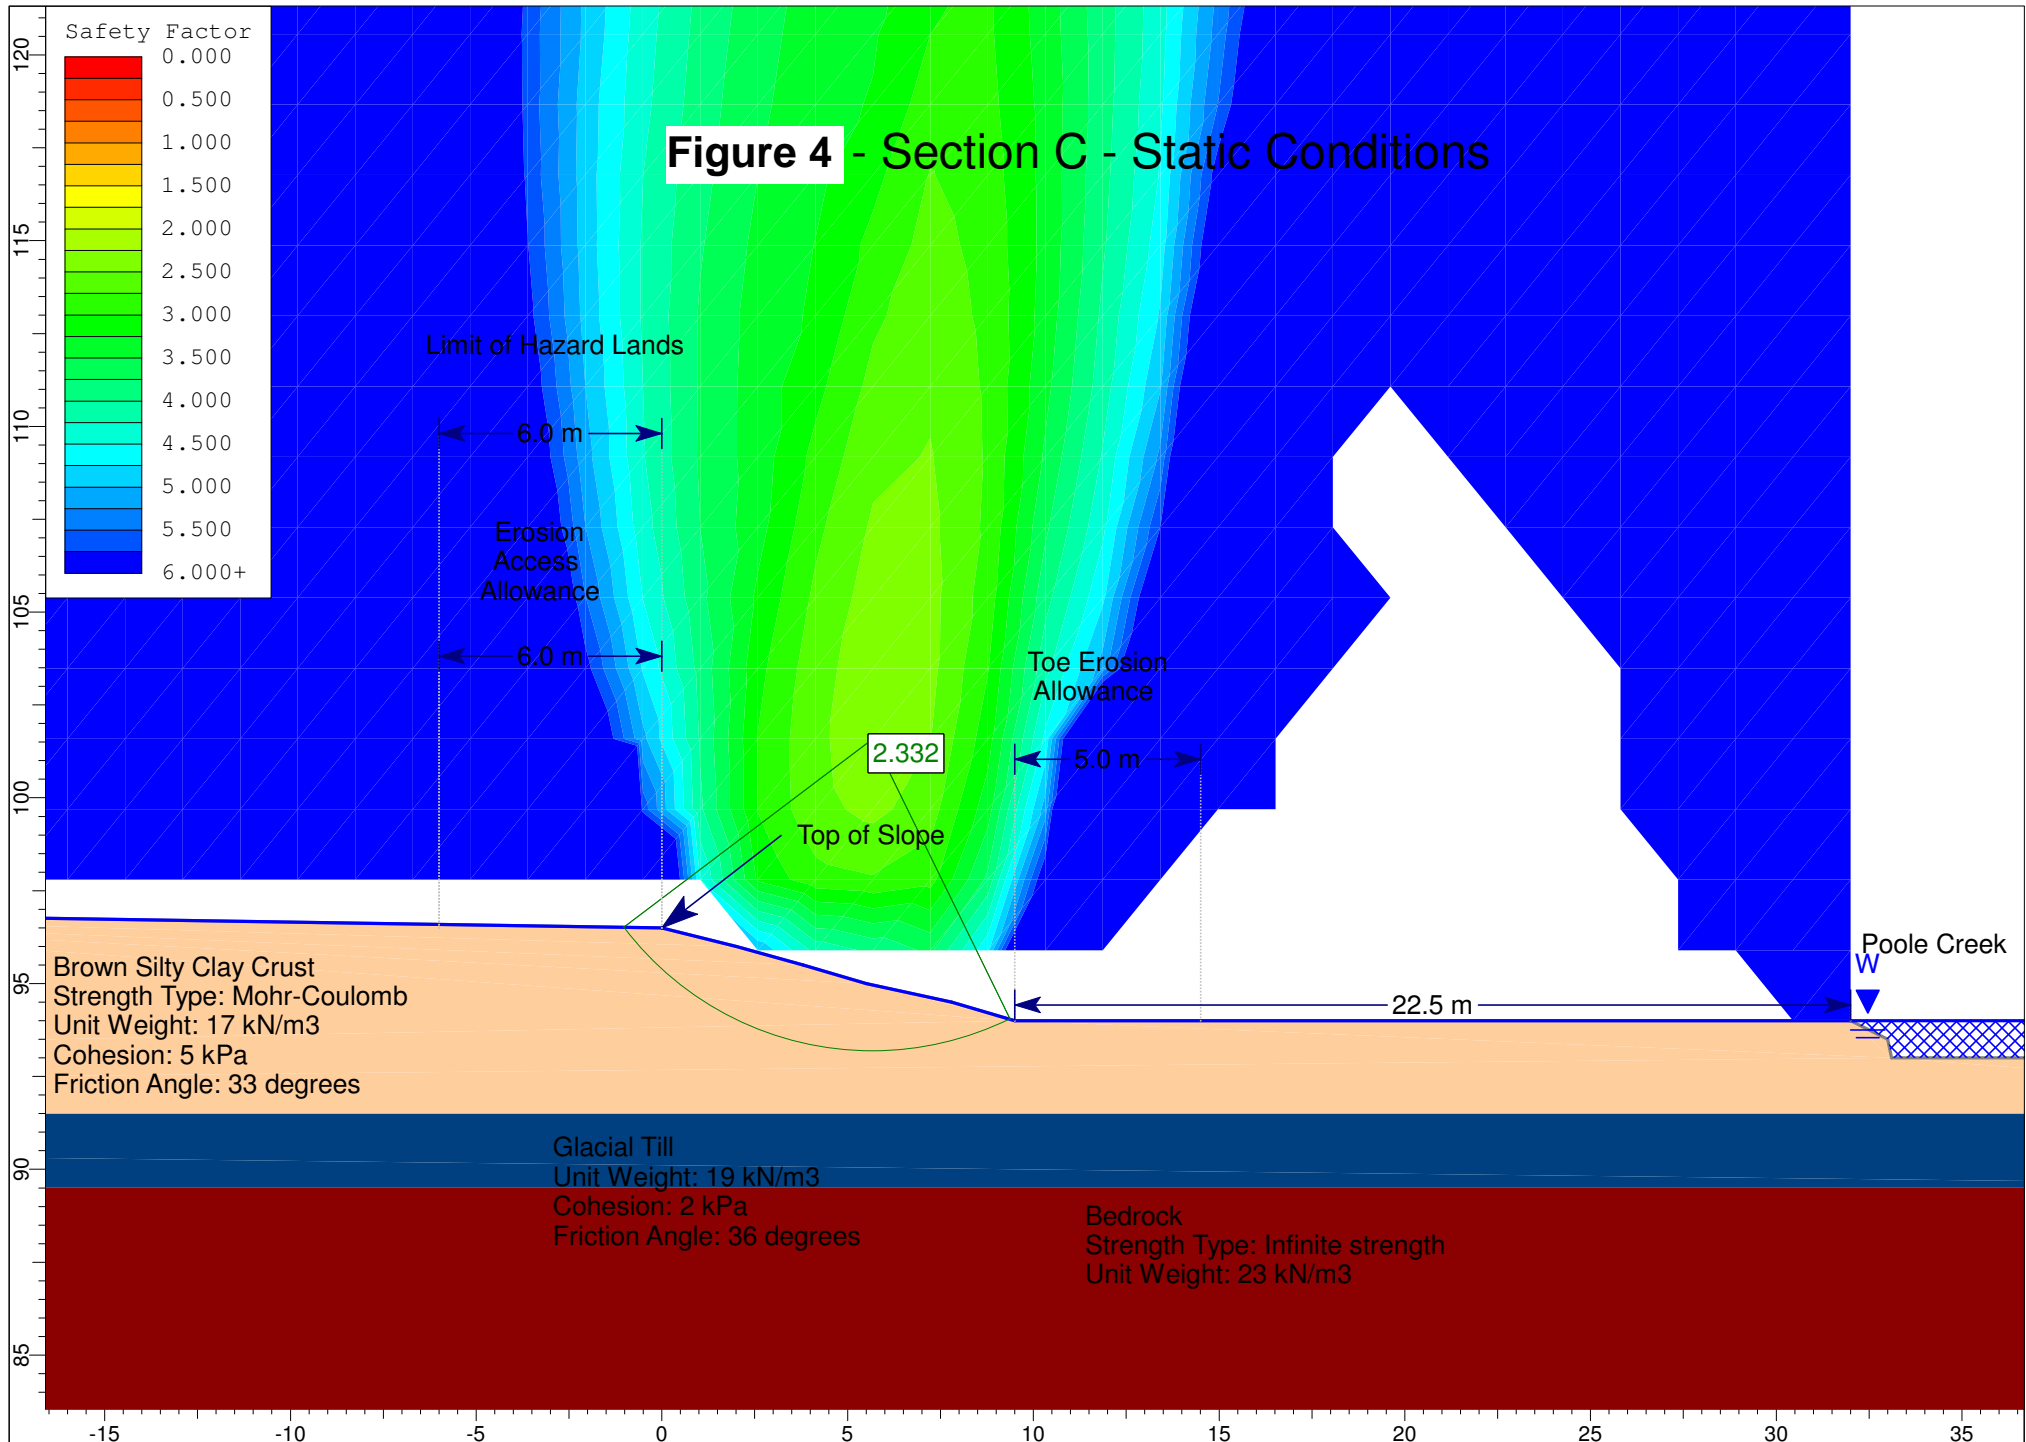 Safety Factor
0.000
0.500
1.000
1.500
2.000
2.500
3.000
3.500
4.000
4.500
5.000
5.500
6.000+
Figure 4 - Section C - Static Conditions
Limit of Hazard Lands
6.0 m
Erosion
Access
Allowance
6.0 m
Toe Erosion
Allowance
5.0 m
2.332
Top of Slope
Poole Creek
W
22.5 m
Brown Silty Clay Crust
Strength Type: Mohr-Coulomb
Unit Weight: 17 kN/m3
Cohesion: 5 kPa
Friction Angle: 33 degrees
Glacial Till
Unit Weight: 19 kN/m3
Cohesion: 2 kPa
Friction Angle: 36 degrees
Bedrock
Strength Type: Infinite strength
Unit Weight: 23 kN/m3
120
115
110
105
100
95
90
85
-15 -10 -5 0 5 10 15 20 25 30 35